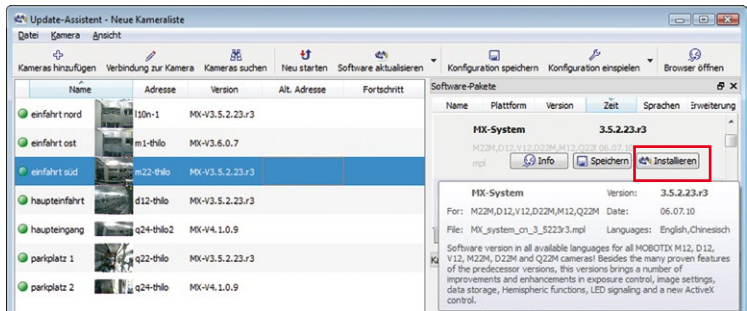 Update-Assistent - Neue Kameraliste
Datei Kamera Ansicht
Kameras hinzufügen Verbindung zur Kamera Kameras suchen Neu starten Software aktualisieren Konfiguration speichern Konfiguration einspielen Browser öffnen
Name Adresse Version Alt. Adresse Fortschritt
einfahrt nord l10n-1 MX-V3.5.2.23.r3
einfahrt ost m1-thilo MX-V3.6.0.7
einfahrt süd m22-thilo MX-V3.5.2.23.r3
haupteinfahrt d12-thilo MX-V3.5.2.23.r3
haupteingang q24-thilo2 MX-V4.1.0.9
parkplatz 1 q22-thilo MX-V3.5.2.23.r3
parkplatz 2 q24-thilo MX-V4.1.0.9
Software-Pakete
Name Plattform Version Zeit Sprachen Erweiterung
MX-System 3.5.2.23.r3
M22M,D12,V12,D22M,M12,Q22I 06.07.10
mpl Info Speichern Installieren
MX-System Version: 3.5.2.23.r3
For: M22M,D12,V12,D22M,M12,Q22M Date: 06.07.10
File: MX_system_cn_3_5223r3.mpl Languages: English,Chinesisch
Software version in all available languages for all MOBOTIX M12, D12,
V12, M22M, D22M and Q22M cameras! Besides the many proven features
of the predecessor versions, this versions brings a number of
improvements and enhancements in exposure control, image settings,
data storage, Hemispheric functions, LED signaling and a new ActiveX
control.